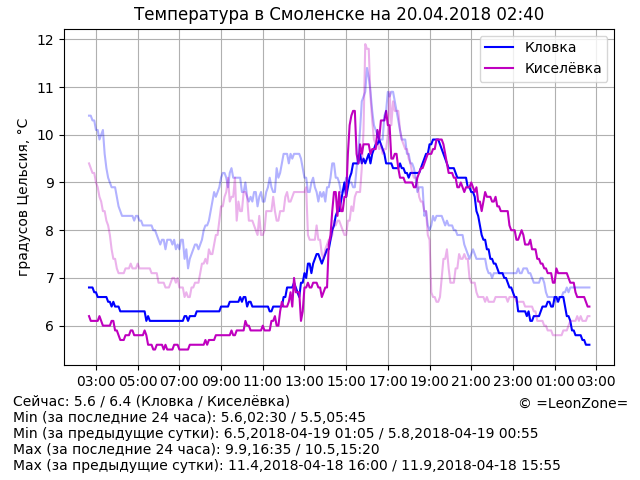 Температура в Смоленске на 20.04.2018 02:40
градусов Цельсия, °C
12
11
10
9
8
7
6
Кловка
Киселёвка
03:00 05:00 07:00 09:00 11:00 13:00 15:00 17:00 19:00 21:00 23:00 01:00 03:00
Сейчас: 5.6 / 6.4 (Кловка / Киселёвка)
© =LeonZone=
Min (за последние 24 часа): 5.6,02:30 / 5.5,05:45
Min (за предыдущие сутки): 6.5,2018-04-19 01:05 / 5.8,2018-04-19 00:55
Max (за последние 24 часа): 9.9,16:35 / 10.5,15:20
Max (за предыдущие сутки): 11.4,2018-04-18 16:00 / 11.9,2018-04-18 15:55